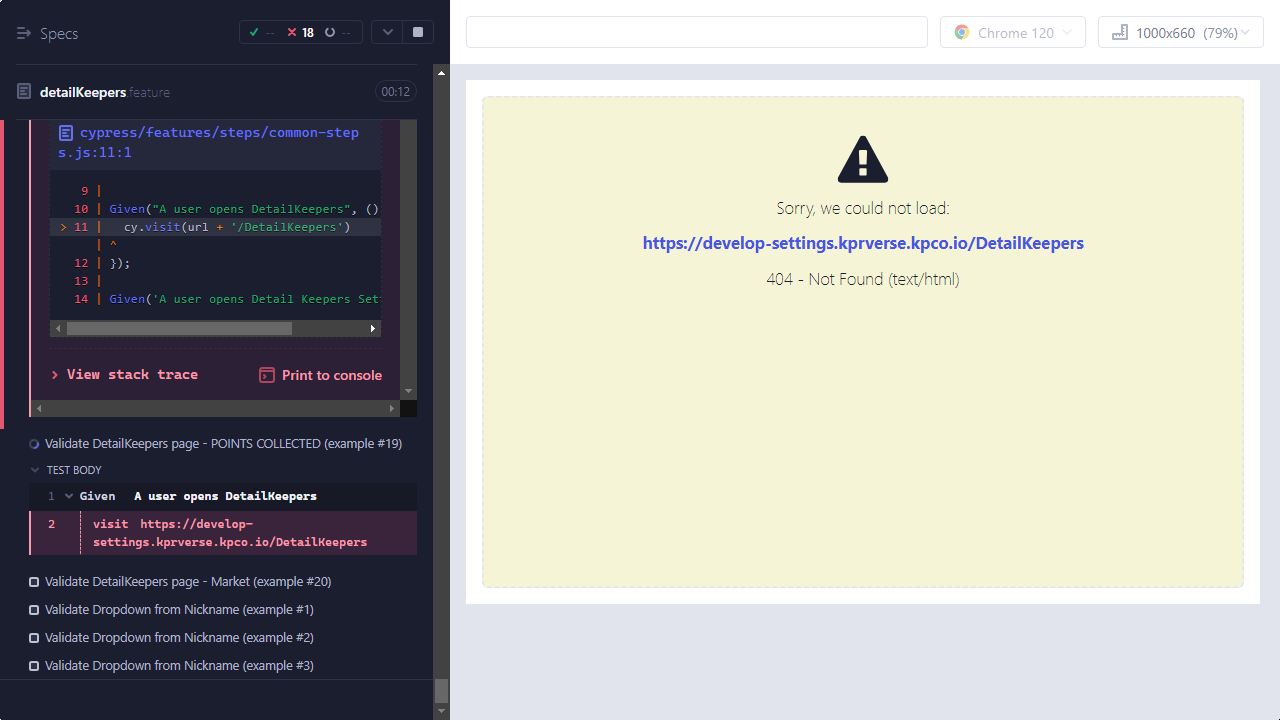 Specs
--
18
--
Chrome 120
1000x660 (79%)
detailKeepers.feature
00:12
cypress/features/steps/common-step
s.js:11:1
9 |
10 | Given("A user opens DetailKeepers", ()
> 11 | cy.visit(url + '/DetailKeepers')
| ^
12 | });
13 |
14 | Given('A user opens Detail Keepers Set
> View stack trace
Print to console
Validate DetailKeepers page - POINTS COLLECTED (example #19)
TEST BODY
1 Given A user opens DetailKeepers
2 visit https://develop-
settings.kprverse.kpco.io/DetailKeepers
Validate DetailKeepers page - Market (example #20)
Validate Dropdown from Nickname (example #1)
Validate Dropdown from Nickname (example #2)
Validate Dropdown from Nickname (example #3)
Sorry, we could not load:
https://develop-settings.kprverse.kpco.io/DetailKeepers
404 - Not Found (text/html)